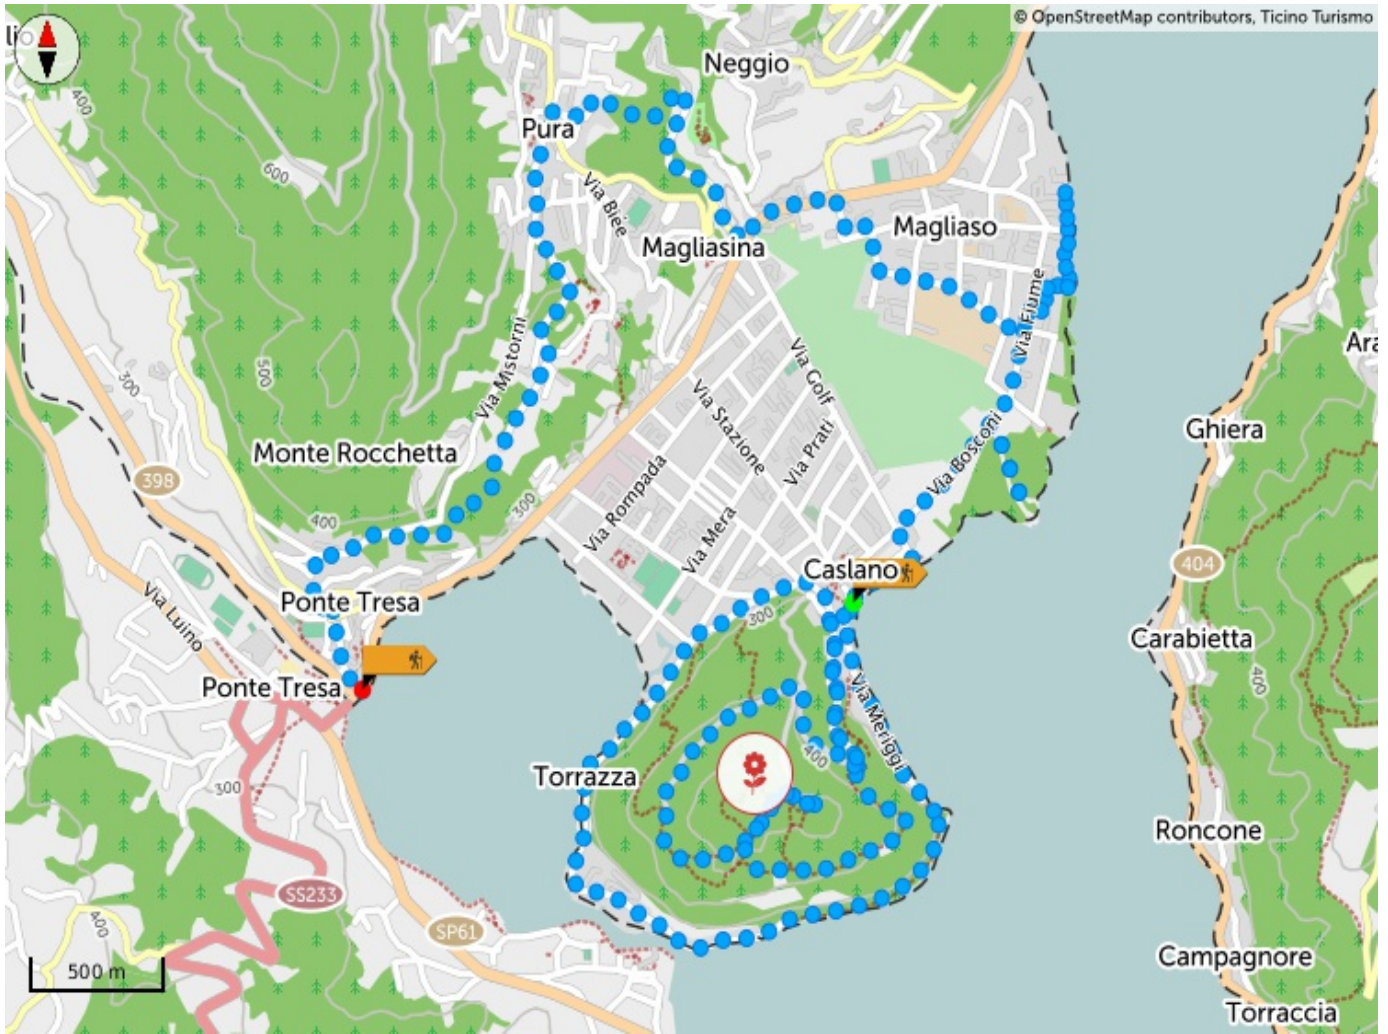 © OpenStreetMap contributors, Ticino Turismo
Neggio
400
Pura
600
Via Biée
Magliasina
Magliaso
Via Fiume
300
500
Via Mistorni
Via Golf
Via Stazione
Via Prati
Ghiera
Monte Rocchetta
398
Via Bosconi
400
300
Via Rompada
Via Mera
404
Caslano
Via Luino
Ponte Tresa
300
Carabietta
400
Ponte Tresa
Via Meriggi
400
Torrazza
300
Roncone
SS233
400
SP61
Campagnore
500 m
Torraccia